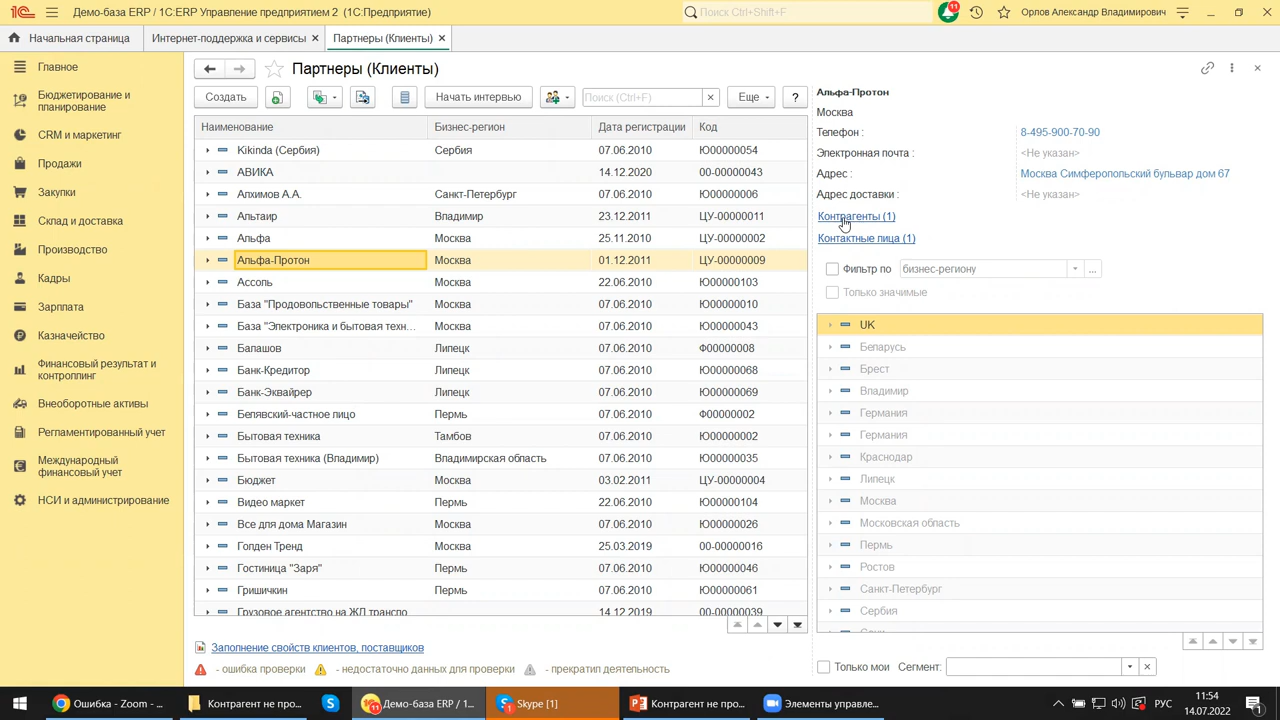 Демо-база ERP / 1С:ERP Управление предприятием 2 (1С:Предприятие)
Поиск Ctrl+Shift+F
11
Орлов Александр Владимирович
Начальная страница
Интернет-поддержка и сервисы ×
Партнеры (Клиенты) ×
Главное
Бюджетирование и
планирование
CRM и маркетинг
Продажи
Закупки
Склад и доставка
Производство
Кадры
Зарплата
Казначейство
Финансовый результат и
контроллинг
Внеоборотные активы
Регламентированный учет
Международный
финансовый учет
НСИ и администрирование
Партнеры (Клиенты)
Создать
Начать интервью
Поиск (Ctrl+F)
Еще
?
Наименование Бизнес-регион Дата регистрации Код
Kikinda (Сербия) Сербия 07.06.2010 Ю00000054
АВИКА 14.12.2020 00-00000043
Алхимов А.А. Санкт-Петербург 07.06.2010 Ю00000006
Альтаир Владимир 23.12.2011 ЦУ-00000011
Альфа Москва 25.11.2010 ЦУ-00000002
Альфа-Протон Москва 01.12.2011 ЦУ-00000009
Ассоль Москва 22.06.2010 Ю00000103
База "Продовольственные товары" Москва 07.06.2010 Ю00000010
База "Электроника и бытовая техн... Москва 07.06.2010 Ю00000043
Балашов Липецк 07.06.2010 Ф00000008
Банк-Кредитор Липецк 07.06.2010 Ю00000068
Банк-Эквайрер Липецк 07.06.2010 Ю00000069
Белявский-частное лицо Пермь 07.06.2010 Ф00000002
Бытовая техника Тамбов 07.06.2010 Ю00000002
Бытовая техника (Владимир) Владимирская область 07.06.2010 Ю00000035
Бюджет Москва 03.02.2011 ЦУ-00000004
Видео маркет Пермь 22.06.2010 Ю00000104
Все для дома Магазин Москва 07.06.2010 Ю00000026
Голден Тренд Москва 25.03.2019 00-00000016
Гостиница "Заря" Пермь 07.06.2010 Ю00000046
Гришичкин Пермь 07.06.2010 Ю00000061
Грузовое агентство на ЖД транспо 14.12.2019 00-00000039
Заполнение свойств клиентов, поставщиков
- ошибка проверки - недостаточно данных для проверки - прекратил деятельность
Альфа-Протон
Москва
Телефон : 8-495-900-70-90
Электронная почта : <Не указан>
Адрес : Москва Симферопольский бульвар дом 67
Адрес доставки : <Не указан>
Контрагенты (1)
Контактные лица (1)
Фильтр по бизнес-региону ...
Только значимые
UK
Беларусь
Брест
Владимир
Германия
Германия
Краснодар
Липецк
Москва
Московская область
Пермь
Ростов
Санкт-Петербург
Сербия
Только мои Сегмент:
Ошибка - Zoom - ...
Контрагент не про...
Демо-база ERP / 1...
Skype [1]
Контрагент не про...
Элементы управле...
РУС
11:54
14.07.2022
1